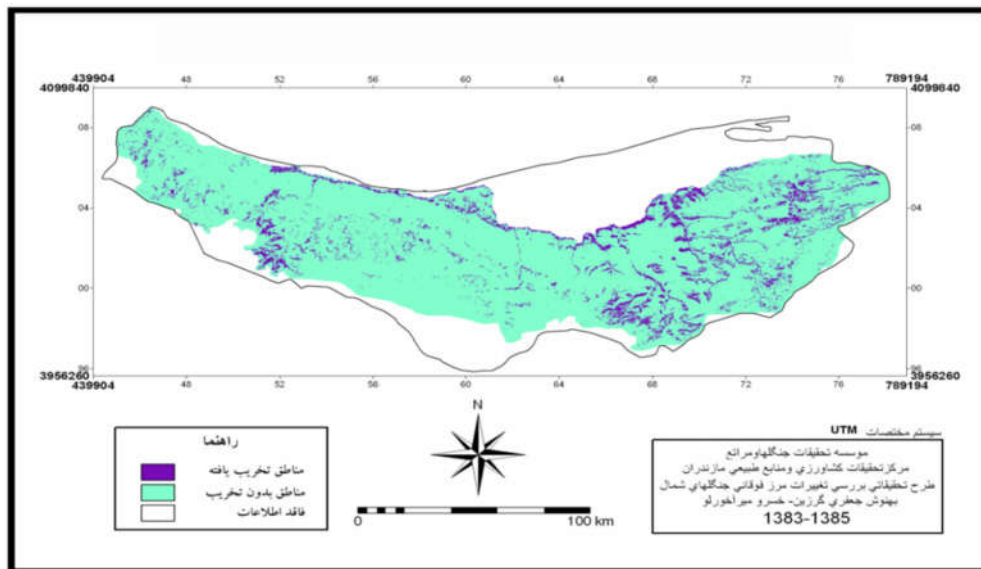 439904 48 52 56 60 64 68 72 76 789194
4099840 4099840
08 08
04 04
00 00
96 96
3956260 3956260
439904 48 52 56 60 64 68 72 76 789194
N
راهنما
مناطق تخریب یافته
مناطق بدون تخریب
فاقد اطلاعات
0 100 km
سیستم مختصات UTM
موسسه تحقیقات جنگلهاومراتع
مرکزتحقیقات کشاورزي ومنابع طبیعي مازندران
طرح تحقیقاتي بررسي تغییرات مرز فوقاني جنگلهاي شمال
بهنوش جعفري گرزین- خسرو میرآخورلو
1383-1385